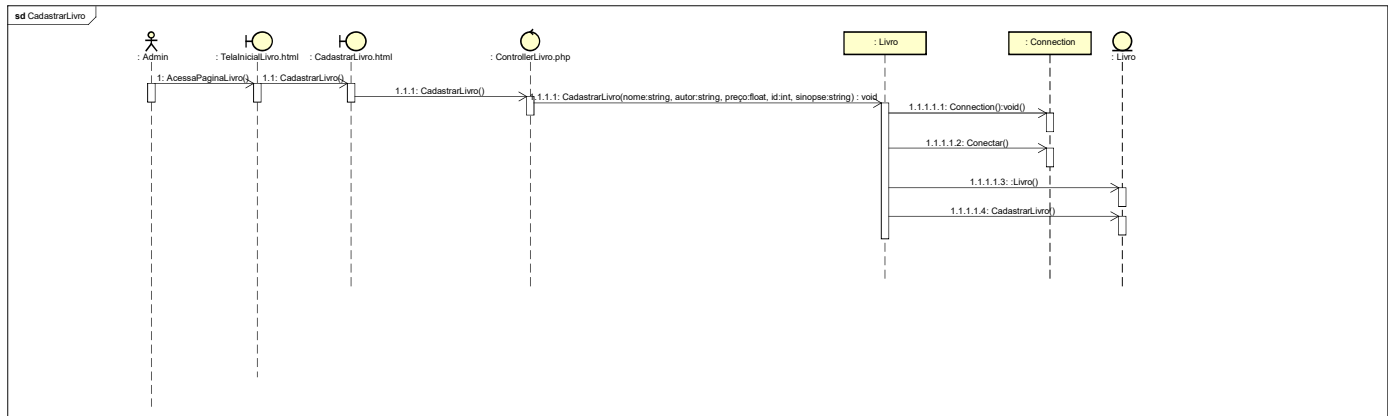 sd CadastrarLivro
: Admin
: TelaInicialLivro.html
: CadastrarLivro.html
: ControllerLivro.php
: Livro
: Connection
: Livro
1: AcessaPaginaLivro()
1.1: CadastrarLivro()
1.1.1: CadastrarLivro()
1.1.1.1: CadastrarLivro(nome:string, autor:string, preço:float, id:int, sinopse:string) : void
1.1.1.1.1: Connection():void()
1.1.1.1.2: Conectar()
1.1.1.1.3: :Livro()
1.1.1.1.4: CadastrarLivro()